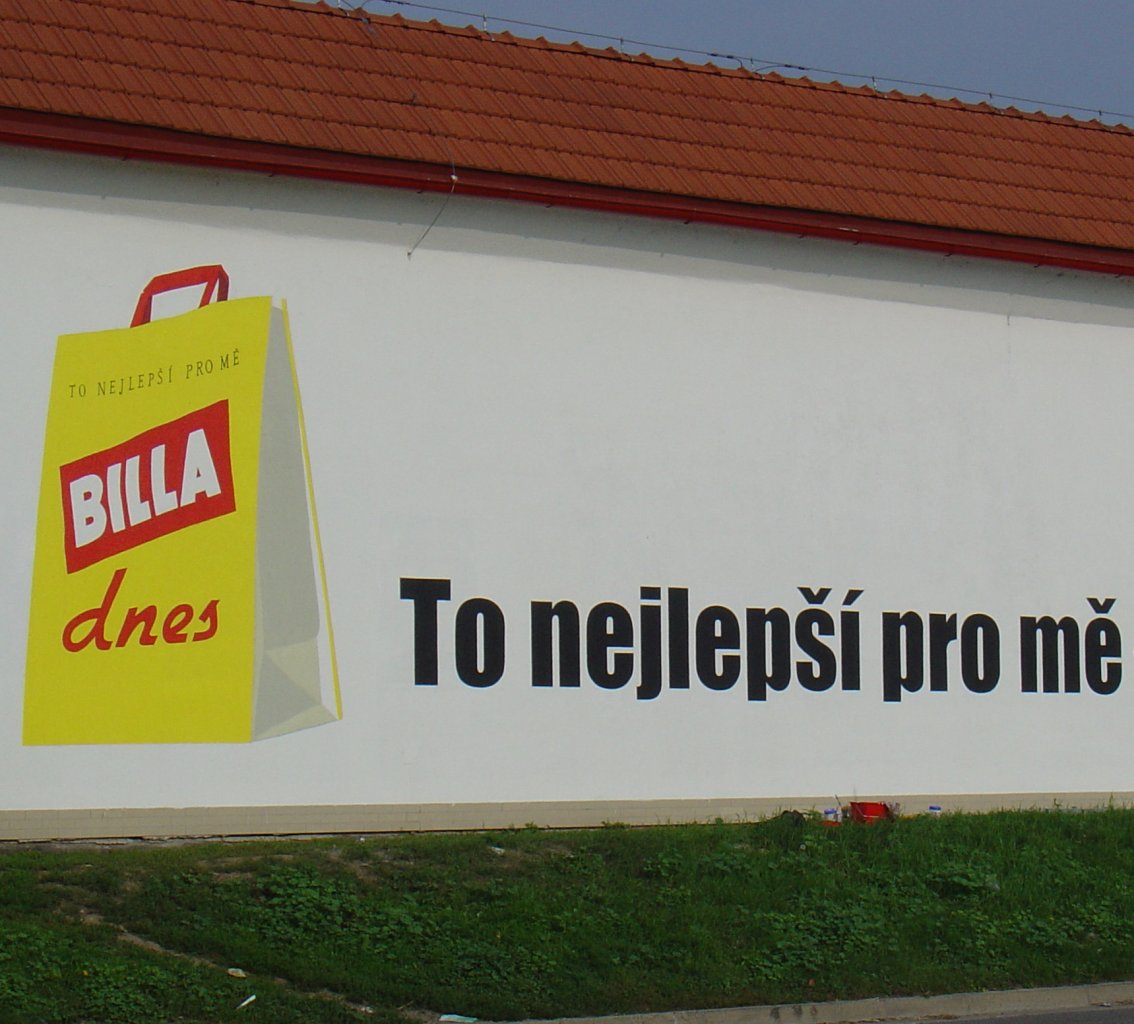 TO NEJLEPŠÍ PRO MĚ
BILLA
dnes
To nejlepší pro mě